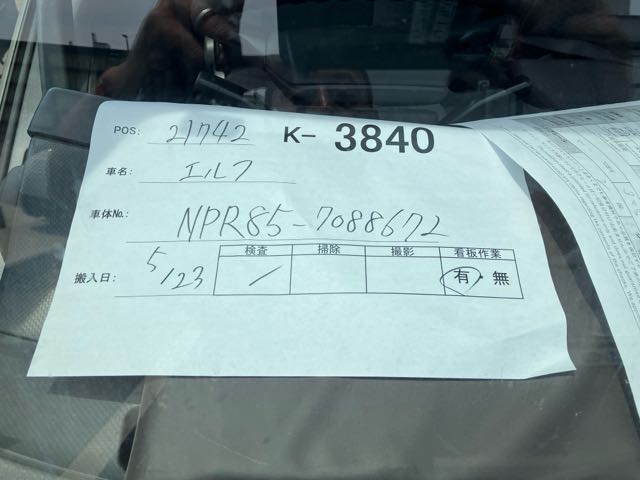 POS: 21742 K- 3840
車名: エルフ
車体No.: NPR85-7088672
搬入日: 5/23
検査 掃除 撮影 看板作業
/ 有・無